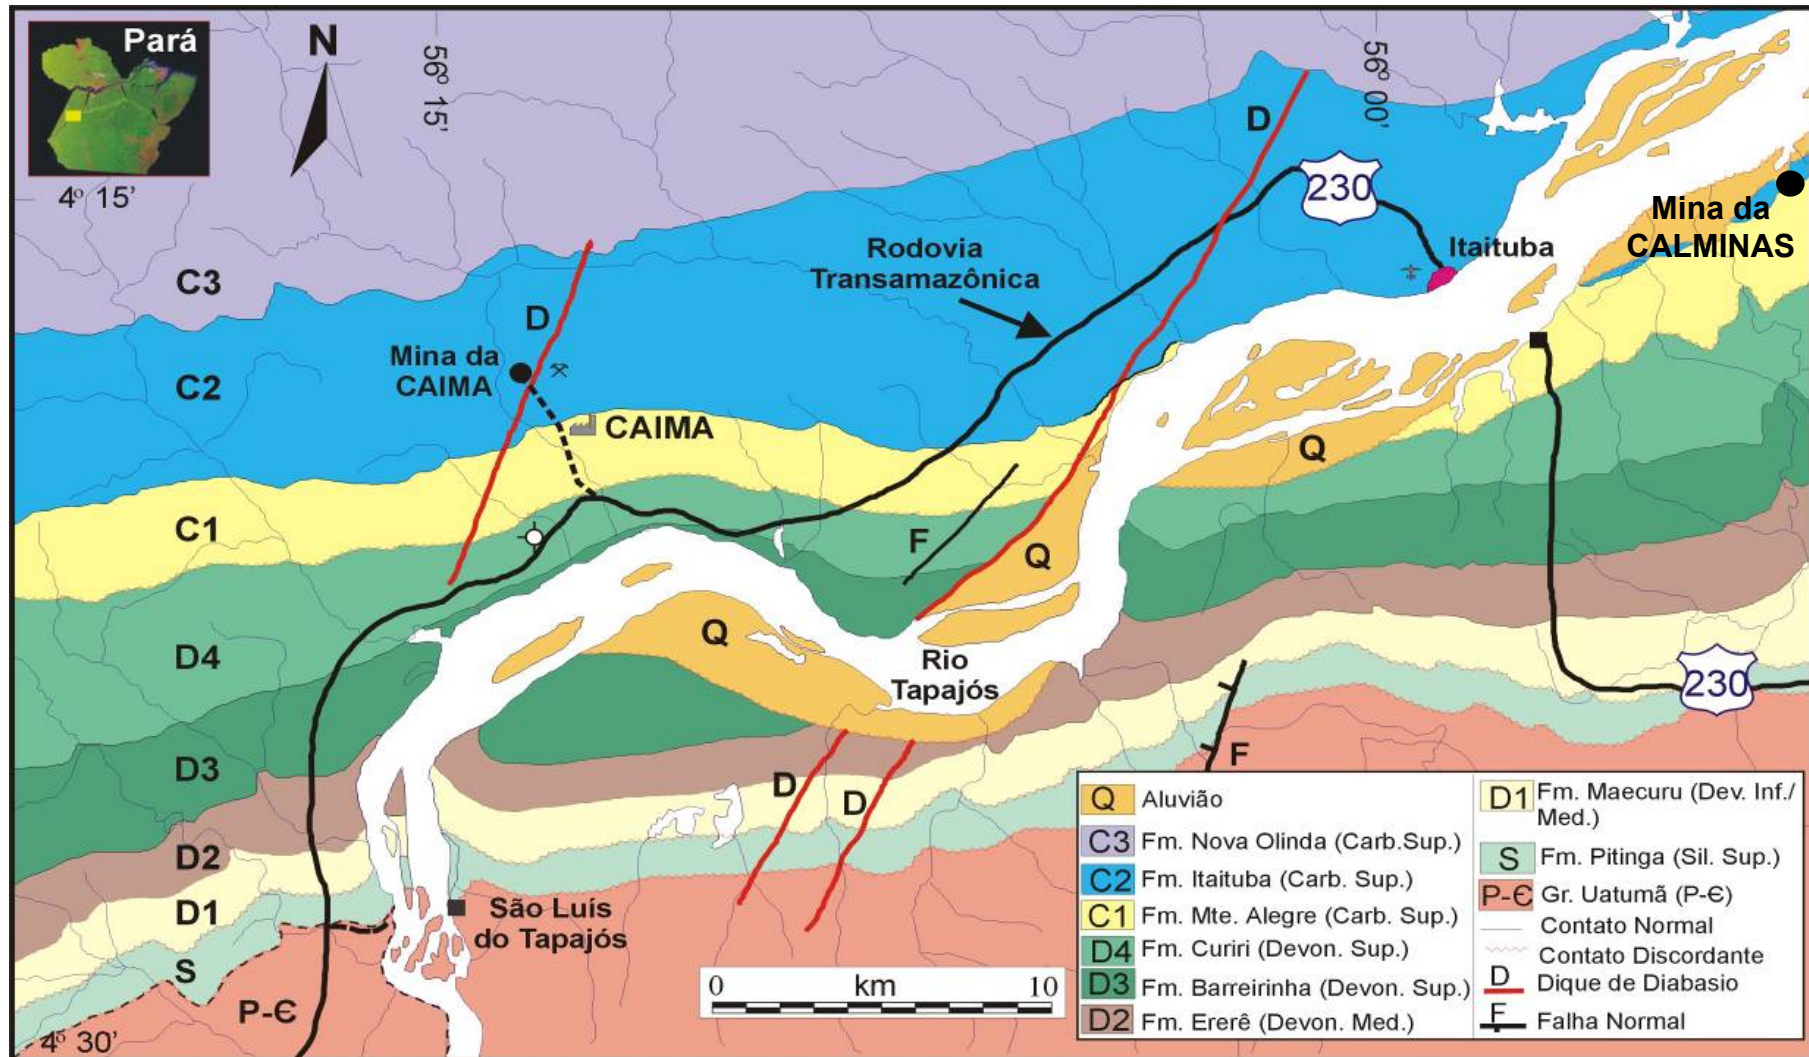 Pará
N
56º 15'
56º 00'
4º 15'
D
230
Mina da
CALMINAS
Itaituba
Rodovia
Transamazônica
C3
D
Mina da
CAIMA
C2
CAIMA
Q
C1
F
Q
Q
D4
Rio
Tapajós
230
D3
F
D
D
D2
D1
São Luís
do Tapajós
S
P-Є
4º 30'
0 km 10
Q Aluvião
C3 Fm. Nova Olinda (Carb.Sup.)
C2 Fm. Itaituba (Carb. Sup.)
C1 Fm. Mte. Alegre (Carb. Sup.)
D4 Fm. Curiri (Devon. Sup.)
D3 Fm. Barreirinha (Devon. Sup.)
D2 Fm. Ererê (Devon. Med.)
D1 Fm. Maecuru (Dev. Inf./
Med.)
S Fm. Pitinga (Sil. Sup.)
P-Є Gr. Uatumã (P-Є)
Contato Normal
Contato Discordante
D Dique de Diabasio
F Falha Normal